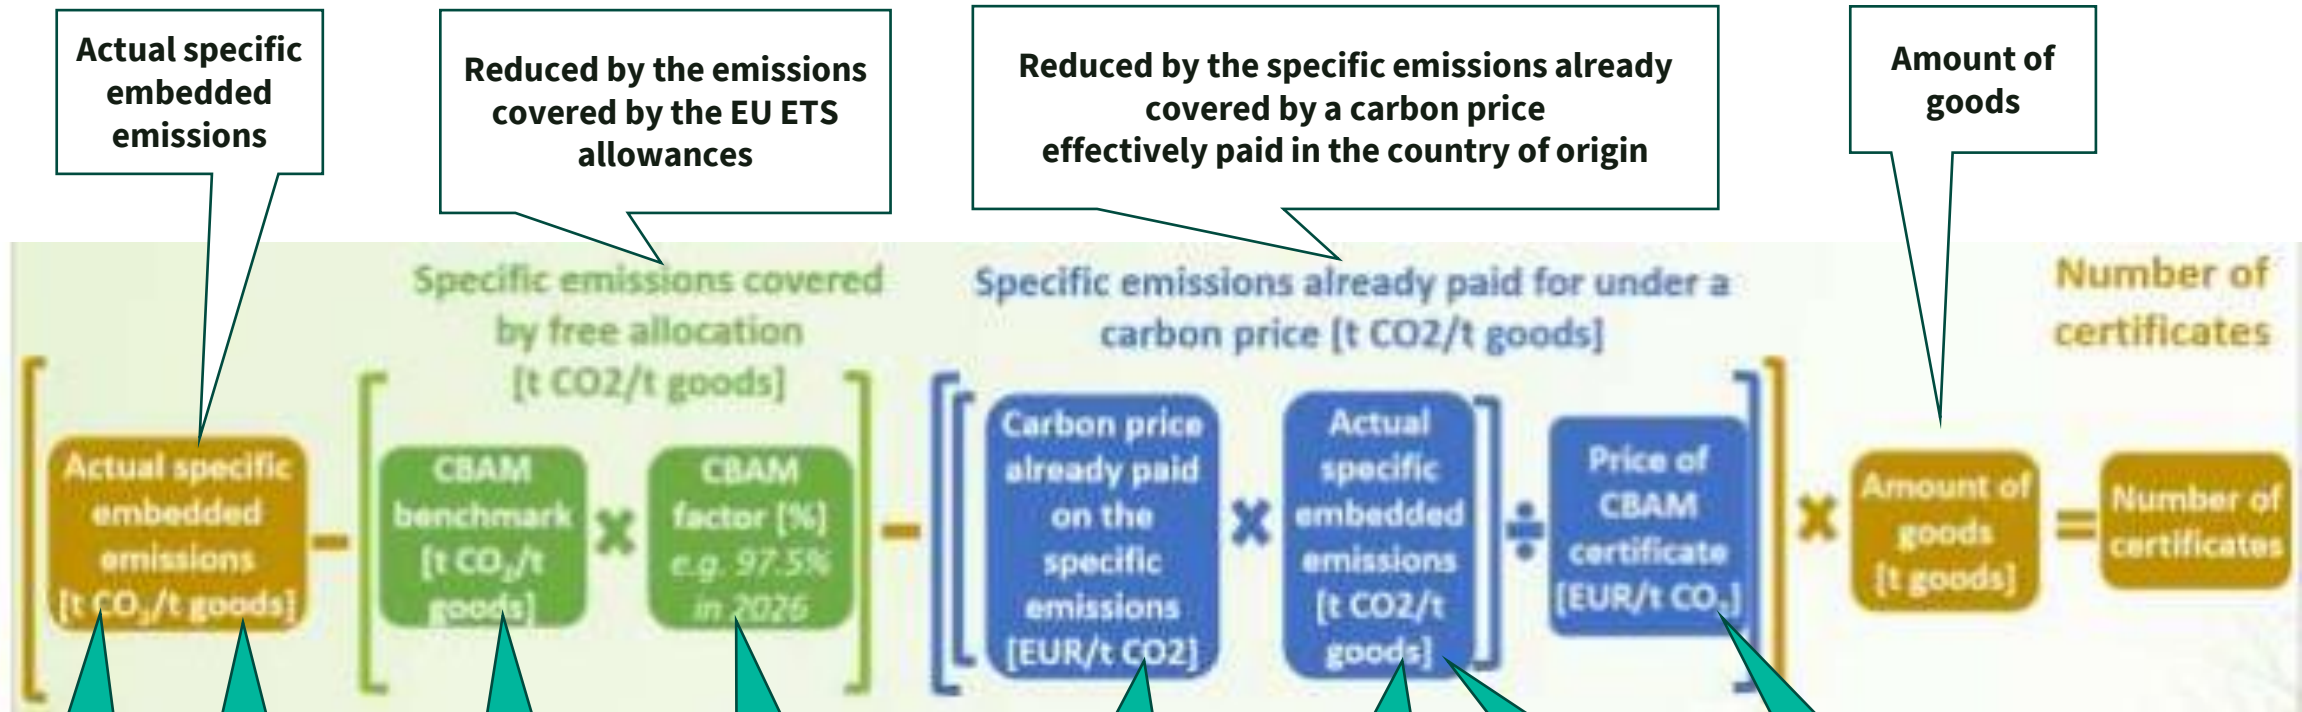 Actual specific
embedded
emissions
Reduced by the emissions
covered by the EU ETS
allowances
Reduced by the specific emissions already
covered by a carbon price
effectively paid in the country of origin
Amount of
goods
Specific emissions covered
by free allocation
[t CO2/t goods]
Specific emissions already paid for under a
carbon price [t CO2/t goods]
Number of
certificates
Actual specific
embedded
emissions
[t CO₂/t goods]
−
CBAM
benchmark
[t CO₂/t
goods]
×
CBAM
factor [%]
e.g. 97.5%
in 2026
−
Carbon price
already paid
on the
specific
emissions
[EUR/t CO2]
×
Actual
specific
embedded
emissions
[t CO2/t
goods]
÷
Price of
CBAM
certificate
[EUR/t CO₂]
×
Amount of
goods
[t goods]
=
Number of
certificates